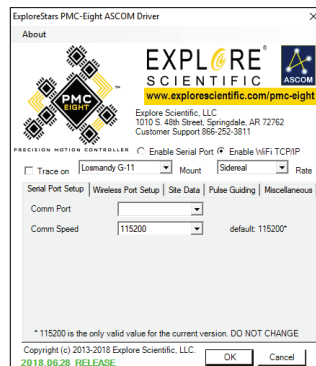 ExploreStars PMC-Eight ASCOM Driver
About
PMC
EIGHT
™
PRECISION MOTION CONTROLLER
EXPLORE®
SCIENTIFIC
ASCOM
www.explorescientific.com/pmc-eight
Explore Scientific, LLC
1010 S. 48th Street, Springdale, AR 72762
Customer Support 866-252-3811
Enable Serial Port Enable WiFi TCP/IP
Trace on Losmandy G-11 Mount Sidereal Rate
Serial Port Setup Wireless Port Setup Site Data Pulse Guiding Miscellaneous
Comm Port
Comm Speed 115200 default: 115200*
* 115200 is the only valid value for the current version. DO NOT CHANGE
Copyright (c) 2013-2018 Explore Scientific, LLC.
2018.06.28 RELEASE
OK Cancel